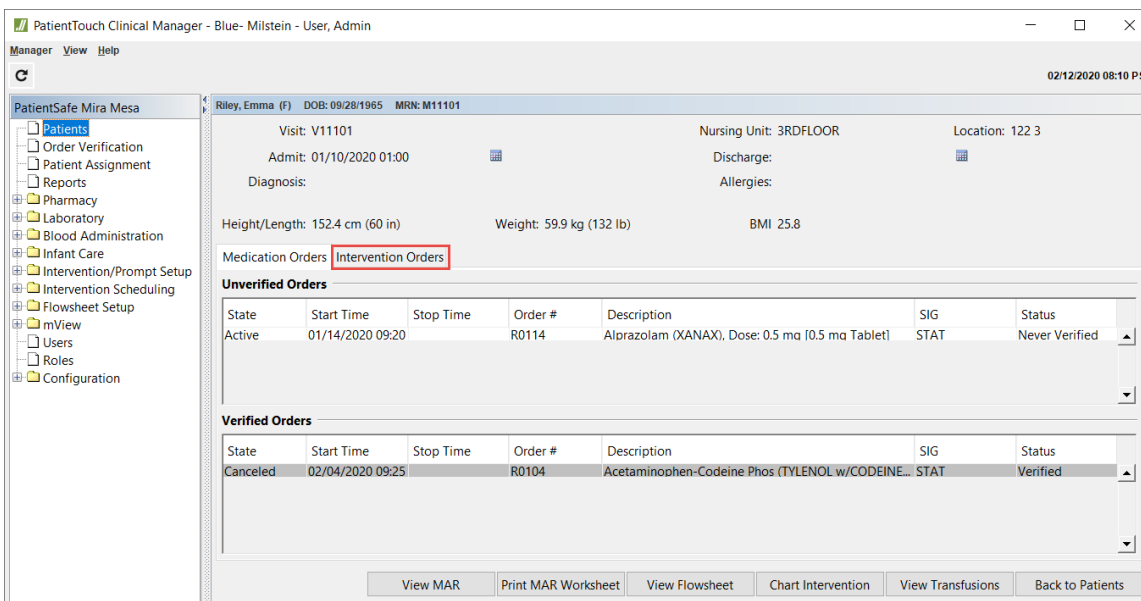 PatientTouch Clinical Manager - Blue- Milstein - User, Admin
Manager View Help
02/12/2020 08:10 PS
PatientSafe Mira Mesa
Patients
Order Verification
Patient Assignment
Reports
Pharmacy
Laboratory
Blood Administration
Infant Care
Intervention/Prompt Setup
Intervention Scheduling
Flowsheet Setup
mView
Users
Roles
Configuration
Riley, Emma (F) DOB: 09/28/1965 MRN: M11101
Visit: V11101 Nursing Unit: 3RDFLOOR Location: 122 3
Admit: 01/10/2020 01:00 Discharge:
Diagnosis: Allergies:
Height/Length: 152.4 cm (60 in) Weight: 59.9 kg (132 lb) BMI 25.8
Medication Orders Intervention Orders
Unverified Orders
State Start Time Stop Time Order # Description SIG Status
Active 01/14/2020 09:20 R0114 Alprazolam (XANAX), Dose: 0.5 mg [0.5 mg Tablet] STAT Never Verified
Verified Orders
State Start Time Stop Time Order # Description SIG Status
Canceled 02/04/2020 09:25 R0104 Acetaminophen-Codeine Phos (TYLENOL w/CODEINE... STAT Verified
View MAR Print MAR Worksheet View Flowsheet Chart Intervention View Transfusions Back to Patients